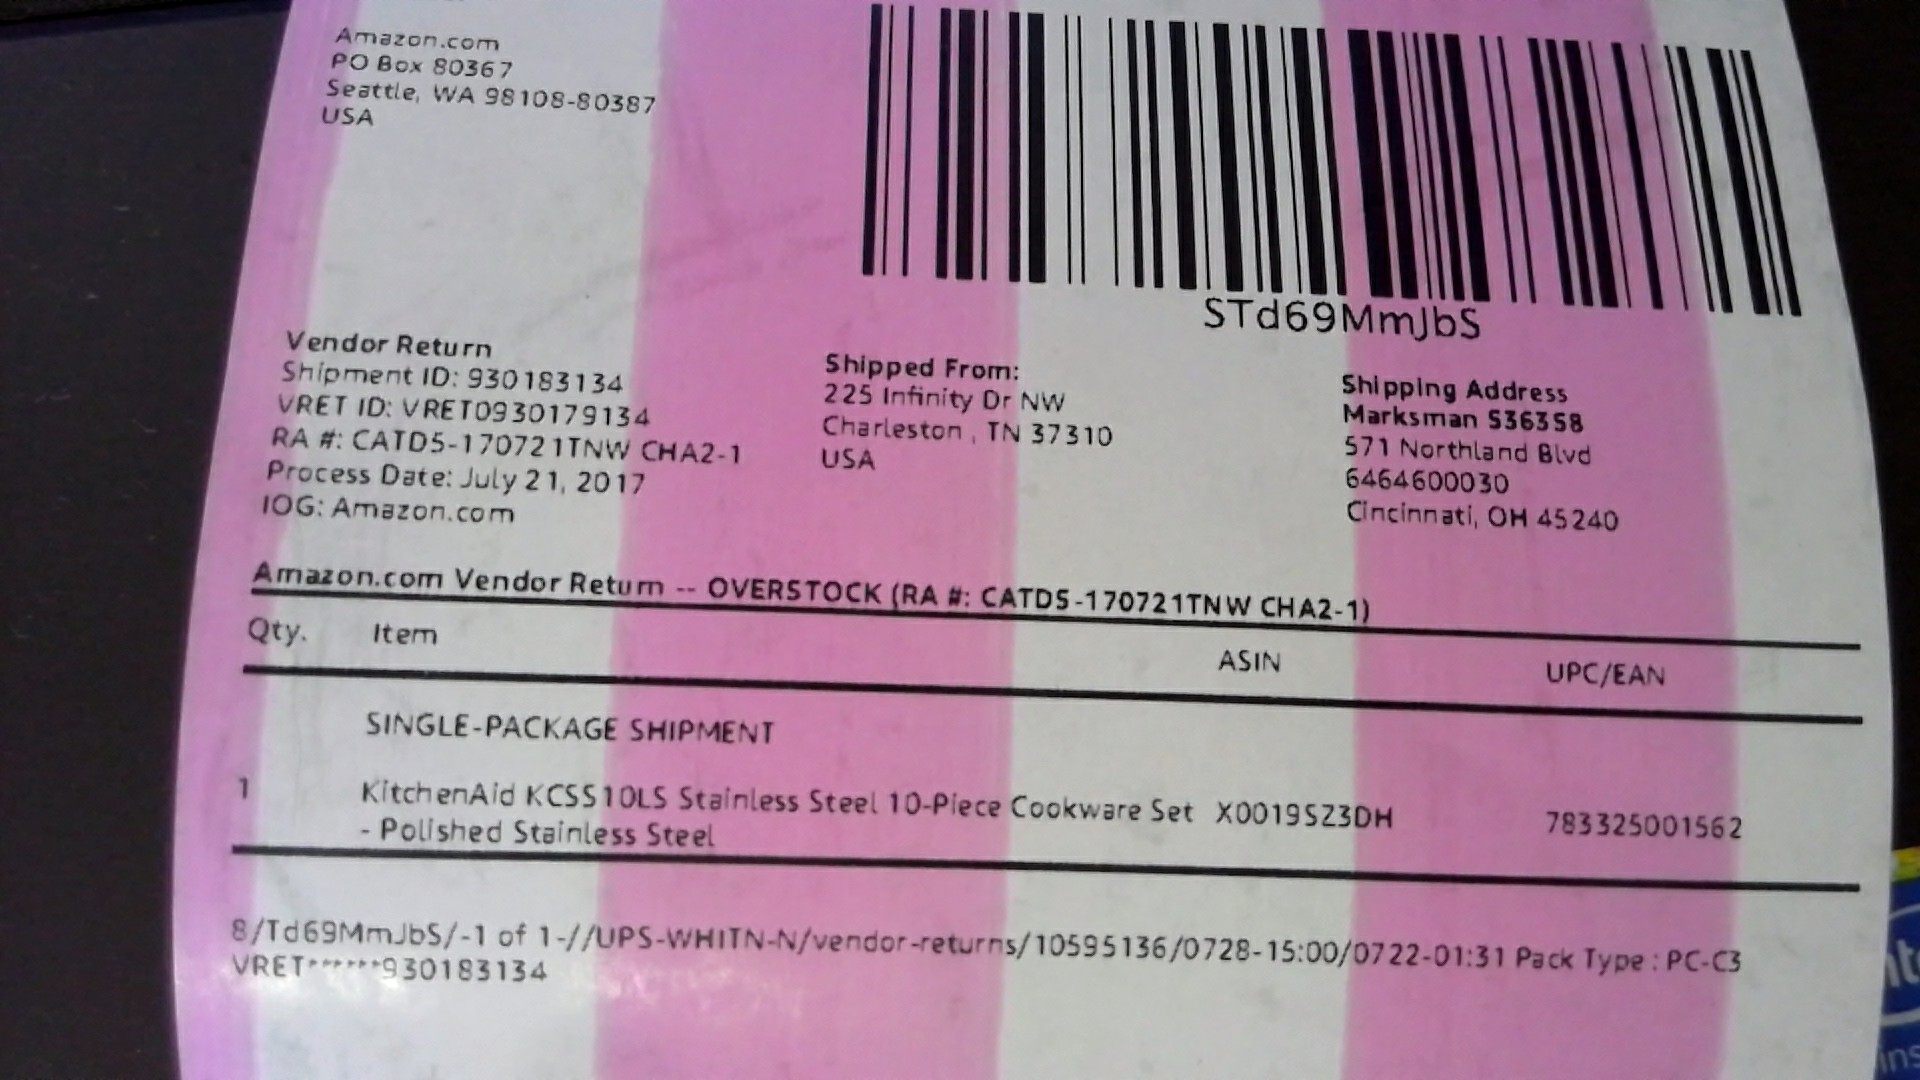 Amazon.com
PO Box 80367
Seattle, WA 98108-80387
USA
STd69MmJbS
Vendor Return
Shipment ID: 930183134
VRET ID: VRET0930179134
RA #: CATD5-170721TNW CHA2-1
Process Date: July 21, 2017
IOG: Amazon.com
Shipped From:
225 Infinity Dr NW
Charleston , TN 37310
USA
Shipping Address
Marksman S36358
571 Northland Blvd
6464600030
Cincinnati, OH 45240
Amazon.com Vendor Return -- OVERSTOCK (RA #: CATD5-170721TNW CHA2-1)
Qty. Item ASIN UPC/EAN
SINGLE-PACKAGE SHIPMENT
1 KitchenAid KCSS10LS Stainless Steel 10-Piece Cookware Set X0019SZ3DH 783325001562
- Polished Stainless Steel
8/Td69MmJbS/-1 of 1-//UPS-WHITN-N/vendor-returns/10595136/0728-15:00/0722-01:31 Pack Type : PC-C3
VRET******930183134